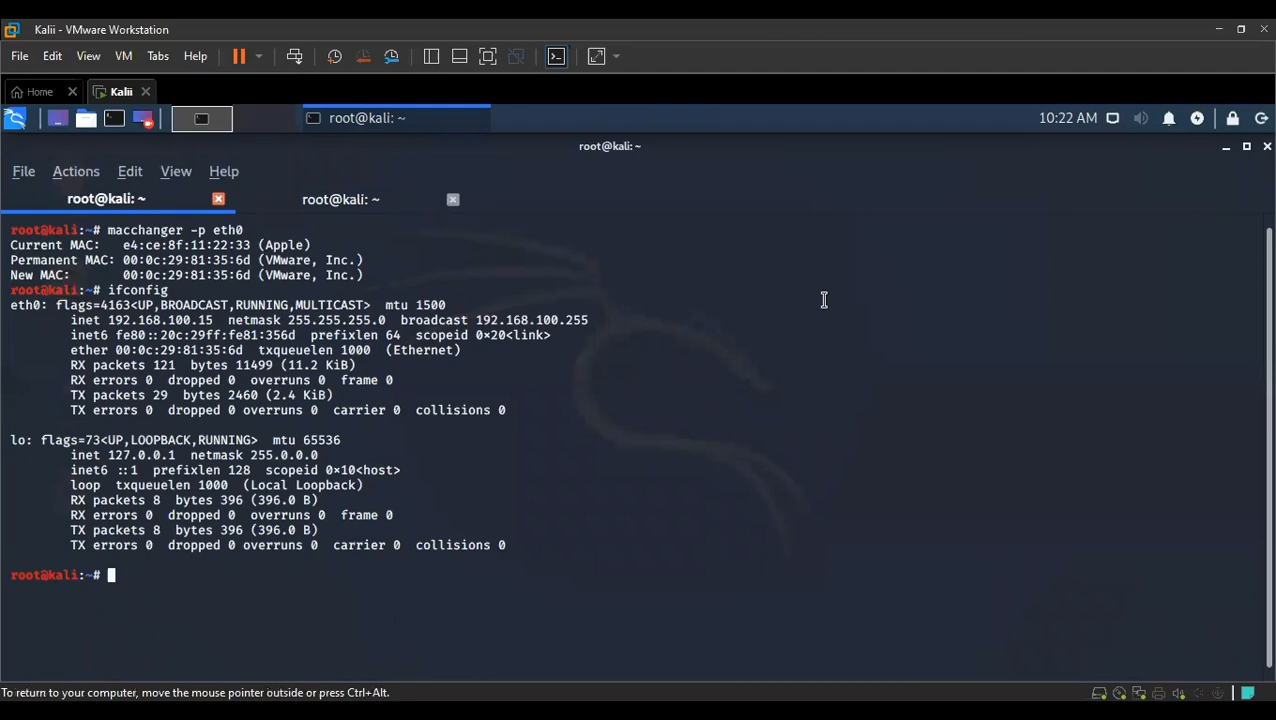 Kalii - VMware Workstation
File Edit View VM Tabs Help
Home Kalii
root@kali: ~ 10:22 AM
root@kali: ~
File Actions Edit View Help
root@kali: ~ root@kali: ~
root@kali:~# macchanger -p eth0
Current MAC:   e4:ce:8f:11:22:33 (Apple)
Permanent MAC: 00:0c:29:81:35:6d (VMware, Inc.)
New MAC:       00:0c:29:81:35:6d (VMware, Inc.)
root@kali:~# ifconfig
eth0: flags=4163<UP,BROADCAST,RUNNING,MULTICAST>  mtu 1500
        inet 192.168.100.15  netmask 255.255.255.0  broadcast 192.168.100.255
        inet6 fe80::20c:29ff:fe81:356d  prefixlen 64  scopeid 0×20<link>
        ether 00:0c:29:81:35:6d  txqueuelen 1000  (Ethernet)
        RX packets 121  bytes 11499 (11.2 KiB)
        RX errors 0  dropped 0  overruns 0  frame 0
        TX packets 29  bytes 2460 (2.4 KiB)
        TX errors 0  dropped 0 overruns 0  carrier 0  collisions 0
lo: flags=73<UP,LOOPBACK,RUNNING>  mtu 65536
        inet 127.0.0.1  netmask 255.0.0.0
        inet6 ::1  prefixlen 128  scopeid 0×10<host>
        loop  txqueuelen 1000  (Local Loopback)
        RX packets 8  bytes 396 (396.0 B)
        RX errors 0  dropped 0  overruns 0  frame 0
        TX packets 8  bytes 396 (396.0 B)
        TX errors 0  dropped 0 overruns 0  carrier 0  collisions 0
root@kali:~#
To return to your computer, move the mouse pointer outside or press Ctrl+Alt.